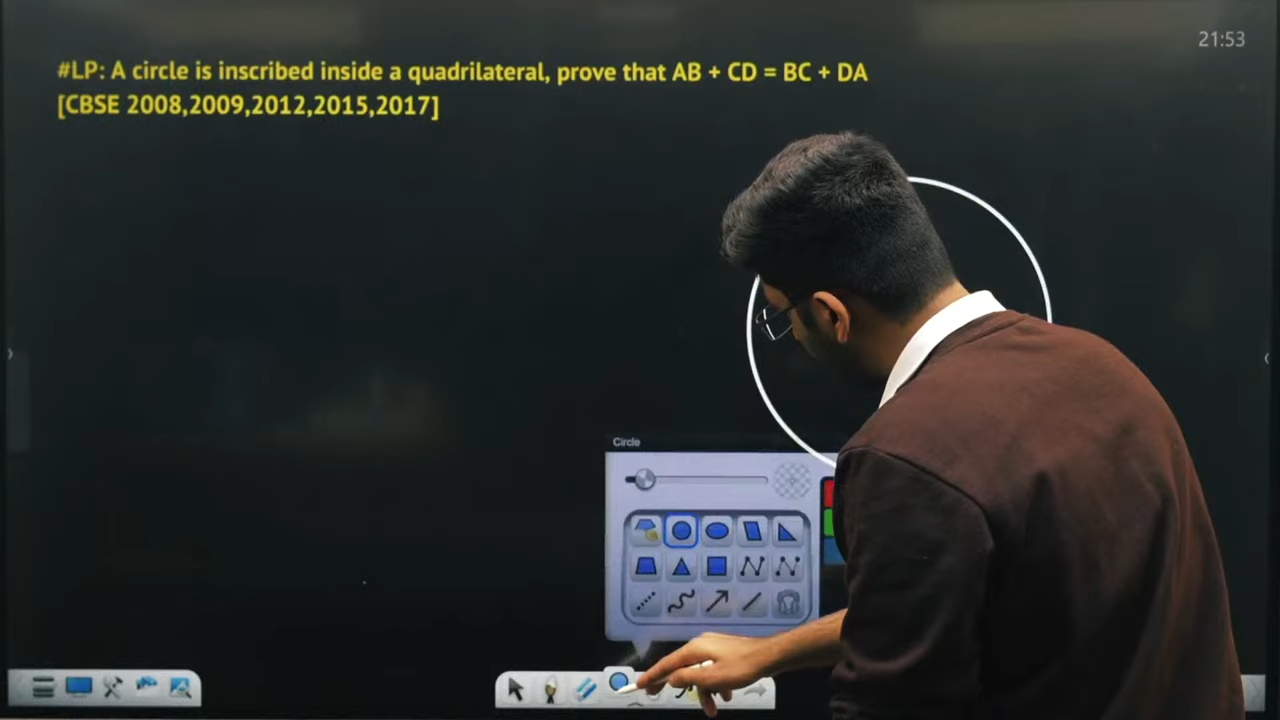 21:53
#LP: A circle is inscribed inside a quadrilateral, prove that AB + CD = BC + DA
[CBSE 2008,2009,2012,2015,2017]
Circle